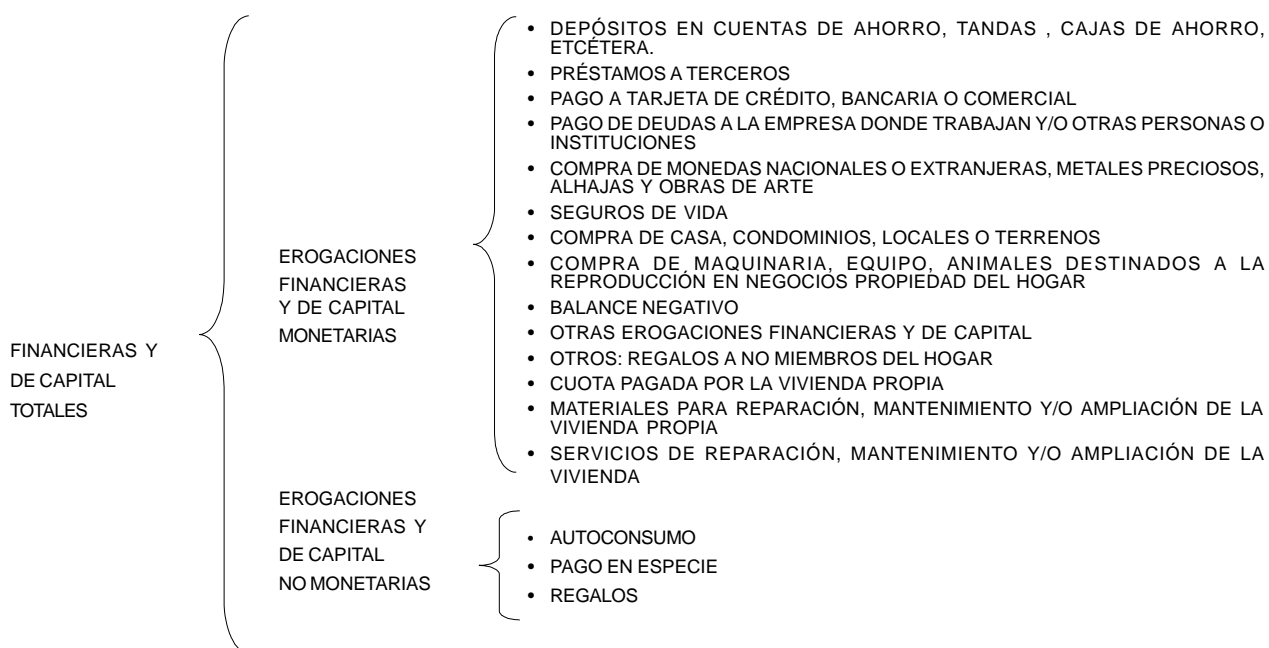 FINANCIERAS Y
DE CAPITAL
TOTALES
EROGACIONES
FINANCIERAS
Y DE CAPITAL
MONETARIAS
• DEPÓSITOS EN CUENTAS DE AHORRO, TANDAS , CAJAS DE AHORRO,
ETCÉTERA.
• PRÉSTAMOS A TERCEROS
• PAGO A TARJETA DE CRÉDITO, BANCARIA O COMERCIAL
• PAGO DE DEUDAS A LA EMPRESA DONDE TRABAJAN Y/O OTRAS PERSONAS O
INSTITUCIONES
• COMPRA DE MONEDAS NACIONALES O EXTRANJERAS, METALES PRECIOSOS,
ALHAJAS Y OBRAS DE ARTE
• SEGUROS DE VIDA
• COMPRA DE CASA, CONDOMINIOS, LOCALES O TERRENOS
• COMPRA DE MAQUINARIA, EQUIPO, ANIMALES DESTINADOS A LA
REPRODUCCIÓN EN NEGOCIOS PROPIEDAD DEL HOGAR
• BALANCE NEGATIVO
• OTRAS EROGACIONES FINANCIERAS Y DE CAPITAL
• OTROS: REGALOS A NO MIEMBROS DEL HOGAR
• CUOTA PAGADA POR LA VIVIENDA PROPIA
• MATERIALES PARA REPARACIÓN, MANTENIMIENTO Y/O AMPLIACIÓN DE LA
VIVIENDA PROPIA
• SERVICIOS DE REPARACIÓN, MANTENIMIENTO Y/O AMPLIACIÓN DE LA
VIVIENDA
EROGACIONES
FINANCIERAS Y
DE CAPITAL
NO MONETARIAS
• AUTOCONSUMO
• PAGO EN ESPECIE
• REGALOS